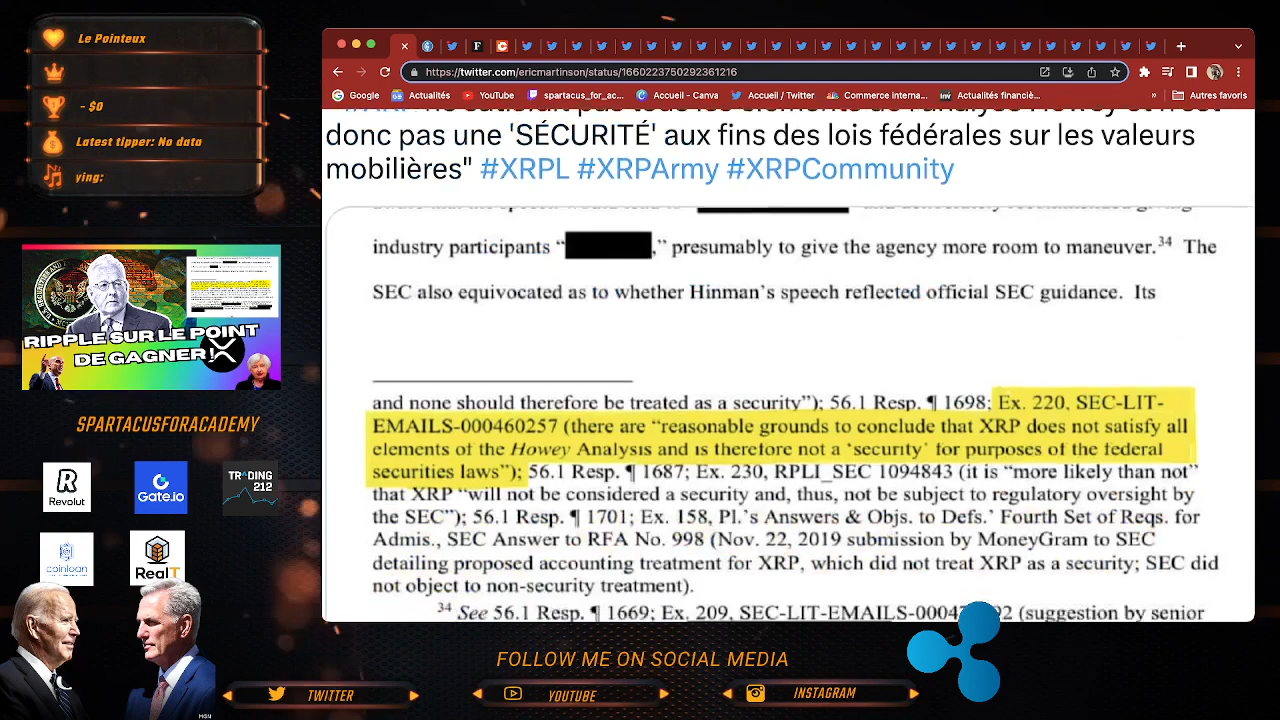 Le Pointeux
- $0
Latest tipper: No data
ying:
RIPPLE SUR LE POINT
DE GAGNER !
SPARTACUSFORACADEMY
R
Revolut
Gate.io
TRADING
212
coinloan
RealT
MGN
https://twitter.com/ericmartinson/status/1660223750292361216
Google
Actualités
YouTube
spartacus_for_ac...
Accueil - Canva
Accueil / Twitter
Commerce interna...
Actualités financiè...
»
Autres favoris
donc pas une 'SÉCURITÉ' aux fins des lois fédérales sur les valeurs
mobilières" #XRPL #XRPArmy #XRPCommunity
industry participants “ ,” presumably to give the agency more room to maneuver.34 The
SEC also equivocated as to whether Hinman’s speech reflected official SEC guidance. Its
and none should therefore be treated as a security”); 56.1 Resp. ¶ 1698; Ex. 220, SEC-LIT-
EMAILS-000460257 (there are “reasonable grounds to conclude that XRP does not satisfy all
elements of the Howey Analysis and is therefore not a ‘security’ for purposes of the federal
securities laws”); 56.1 Resp. ¶ 1687; Ex. 230, RPLI_SEC 1094843 (it is “more likely than not”
that XRP “will not be considered a security and, thus, not be subject to regulatory oversight by
the SEC”); 56.1 Resp. ¶ 1701; Ex. 158, Pl.’s Answers & Objs. to Defs.’ Fourth Set of Reqs. for
Admis., SEC Answer to RFA No. 998 (Nov. 22, 2019 submission by MoneyGram to SEC
detailing proposed accounting treatment for XRP, which did not treat XRP as a security; SEC did
not object to non-security treatment).
34 See 56.1 Resp. ¶ 1669; Ex. 209, (suggestion by senior
FOLLOW ME ON SOCIAL MEDIA
TWITTER
YOUTUBE
INSTAGRAM